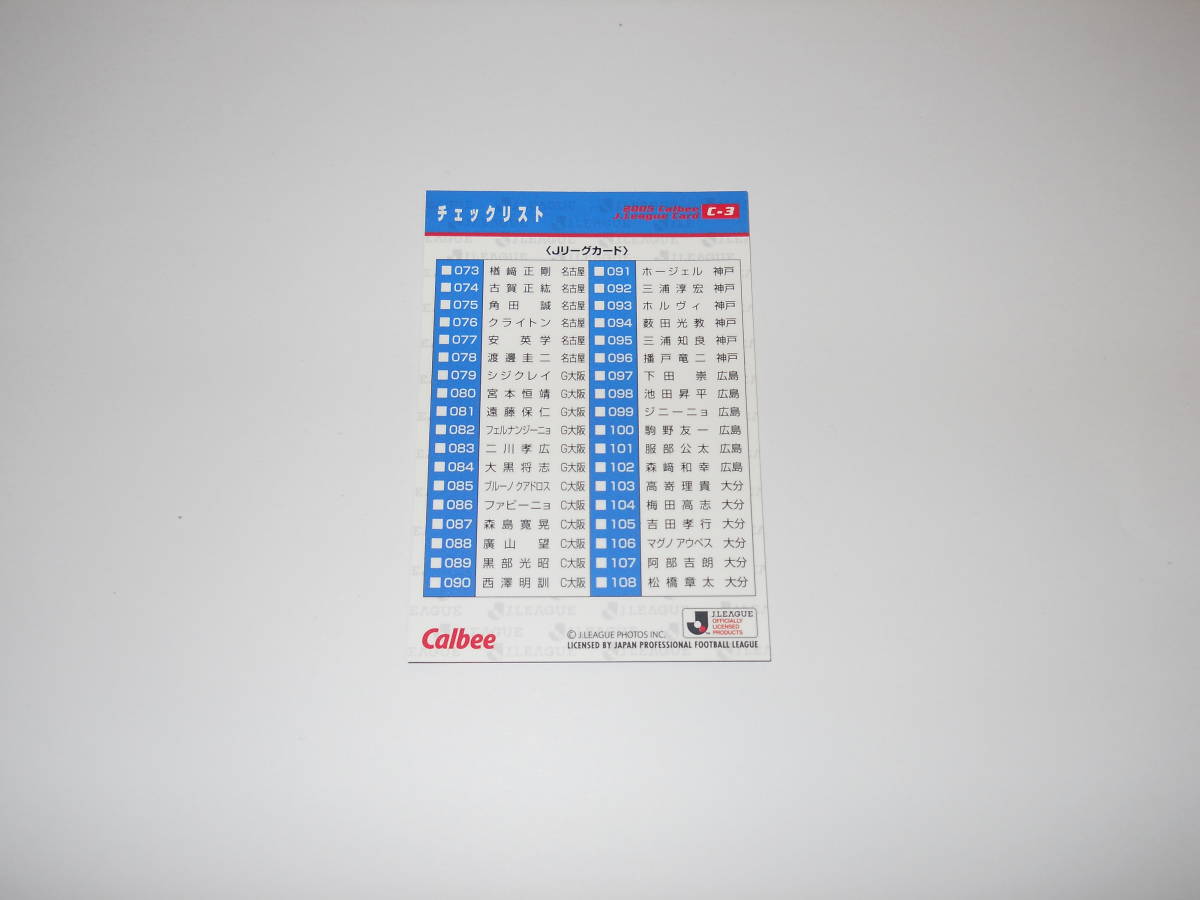 チェックリスト
2005 Calbee
J.League Card
C-3
〈Jリーグカード〉
073 楢﨑正剛 名古屋
074 古賀正紘 名古屋
075 角田 誠 名古屋
076 クライトン 名古屋
077 安 英学 名古屋
078 渡邊圭二 名古屋
079 シジクレイ G大阪
080 宮本恒靖 G大阪
081 遠藤保仁 G大阪
082 フェルナンジーニョ G大阪
083 二川孝広 G大阪
084 大黒将志 G大阪
085 ブルーノ クアドロス C大阪
086 ファビーニョ C大阪
087 森島寛晃 C大阪
088 廣山 望 C大阪
089 黒部光昭 C大阪
090 西澤明訓 C大阪
091 ホージェル 神戸
092 三浦淳宏 神戸
093 ホルヴィ 神戸
094 薮田光教 神戸
095 三浦知良 神戸
096 播戸竜二 神戸
097 下田 崇 広島
098 池田昇平 広島
099 ジニーニョ 広島
100 駒野友一 広島
101 服部公太 広島
102 森﨑和幸 広島
103 高嵜理貴 大分
104 梅田高志 大分
105 吉田孝行 大分
106 マグノ アウベス 大分
107 阿部吉朗 大分
108 松橋章太 大分
Calbee
J.LEAGUE
OFFICIALLY
LICENSED
PRODUCTS
© J.LEAGUE PHOTOS INC.
LICENSED BY JAPAN PROFESSIONAL FOOTBALL LEAGUE